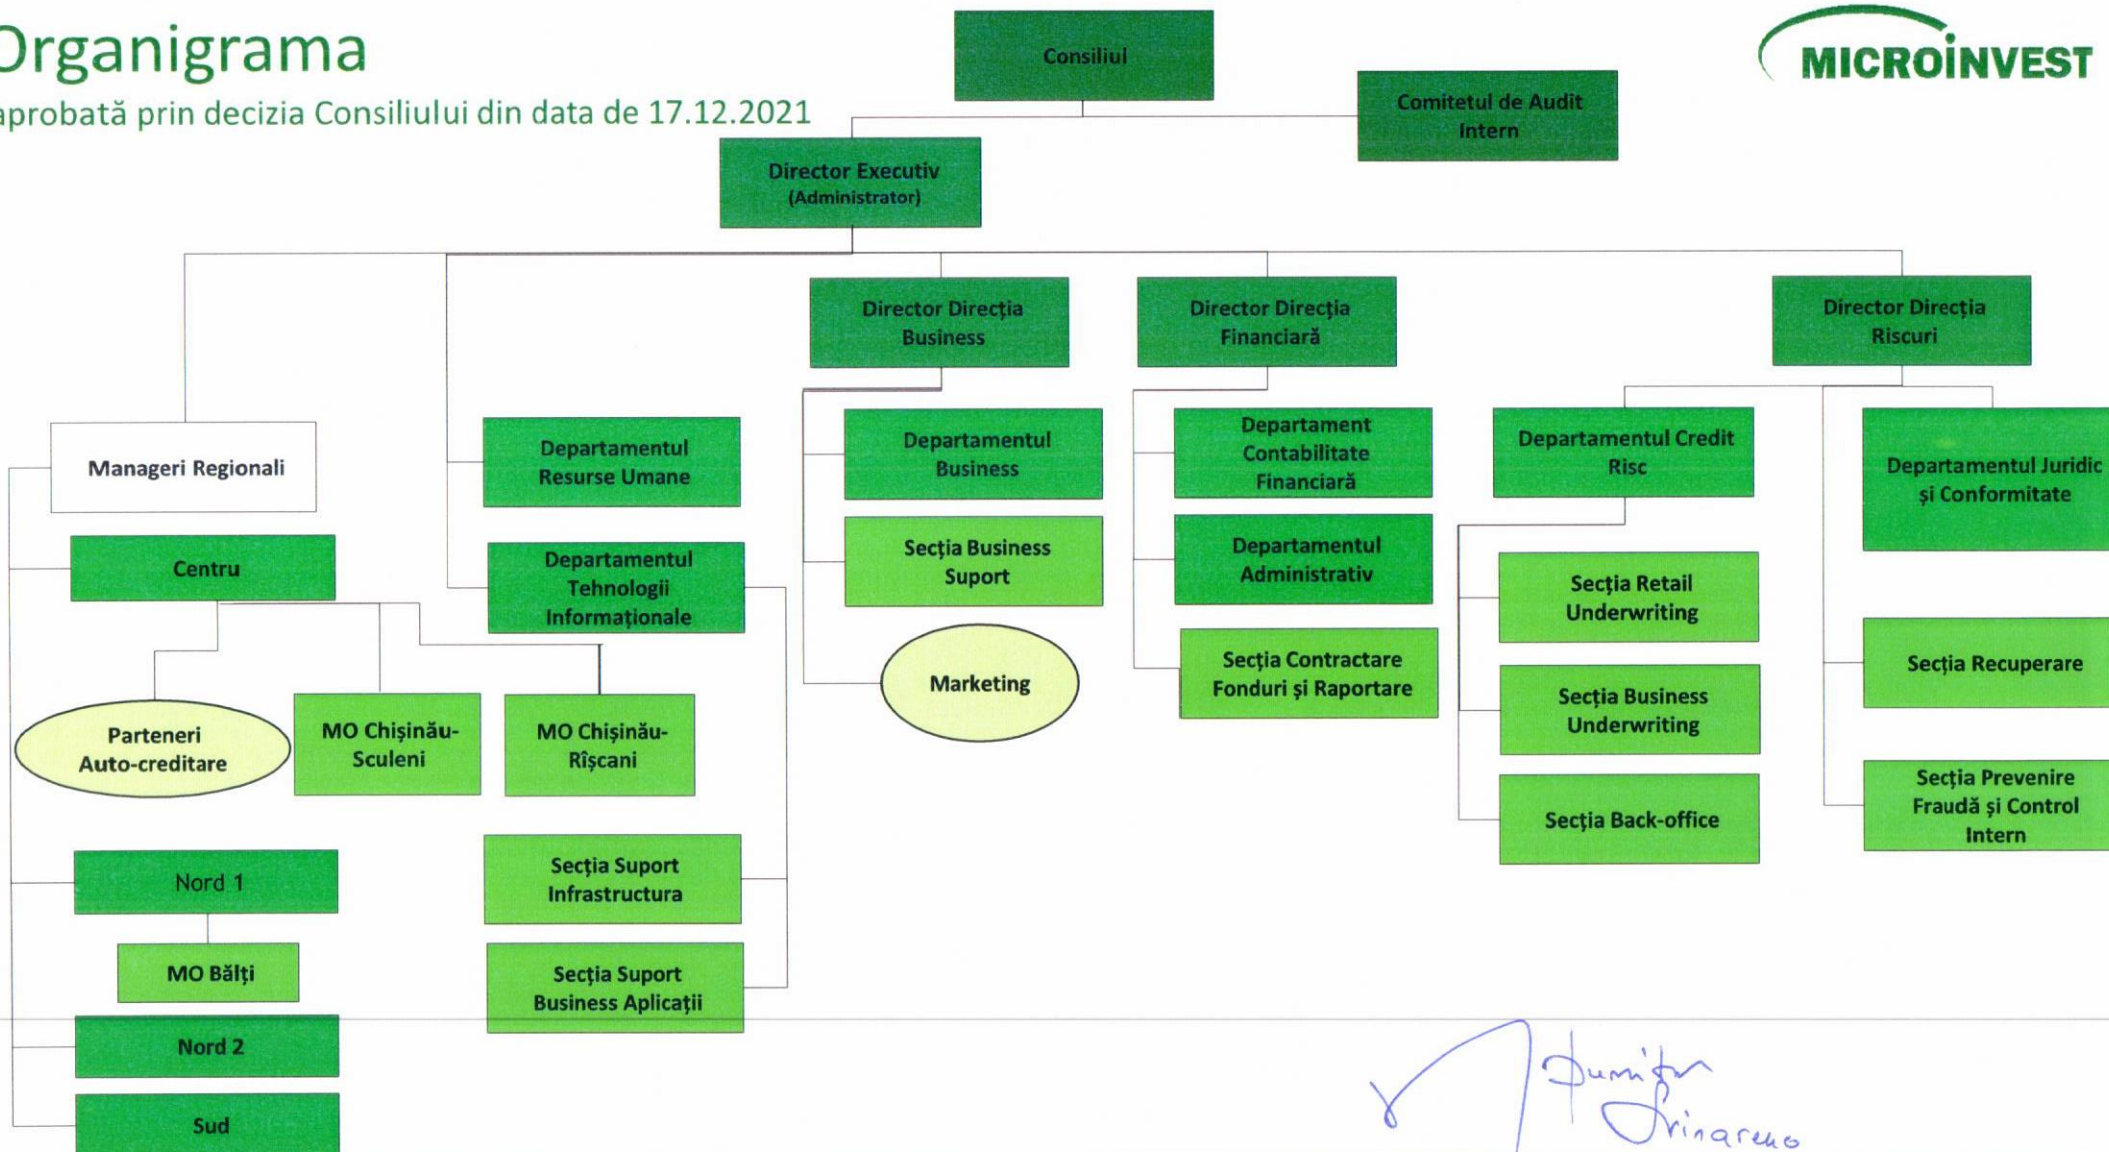 Organigrama
aprobată prin decizia Consiliului din data de 17.12.2021
MICROINVEST
Consiliul
Comitetul de Audit
Intern
Director Executiv
(Administrator)
Director Direcția
Business
Director Direcția
Financiară
Director Direcția
Riscuri
Manageri Regionali
Centru
Parteneri
Auto-creditare
MO Chișinău-
Sculeni
MO Chișinău-
Rîșcani
Nord 1
MO Bălți
Nord 2
Sud
Departamentul
Resurse Umane
Departamentul
Tehnologii
Informaționale
Secția Suport
Infrastructura
Secția Suport
Business Aplicații
Departamentul
Business
Secția Business
Suport
Marketing
Departament
Contabilitate
Financiară
Departamentul
Administrativ
Secția Contractare
Fonduri și Raportare
Departamentul Credit
Risc
Secția Retail
Underwriting
Secția Business
Underwriting
Secția Back-office
Departamentul Juridic
și Conformitate
Secția Recuperare
Secția Prevenire
Fraudă și Control
Intern
Dumitru